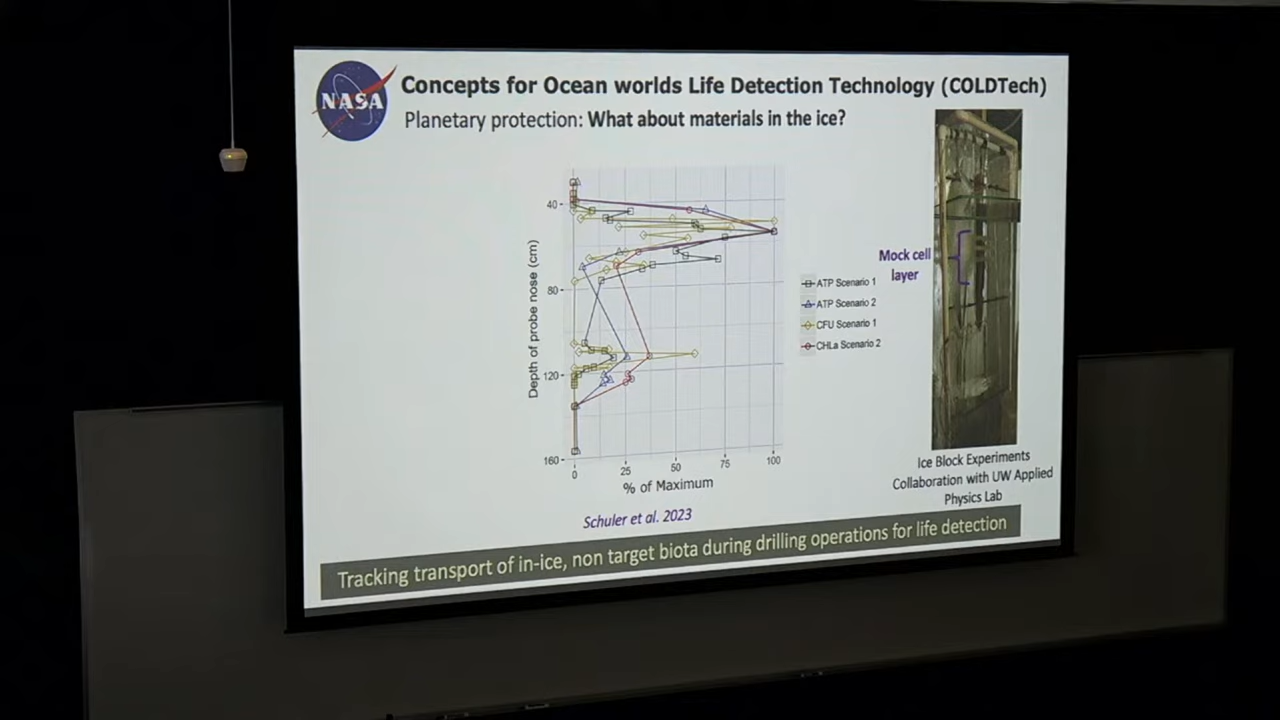 NASA
Concepts for Ocean worlds Life Detection Technology (COLDTech)
Planetary protection: What about materials in the ice?
Depth of probe nose (cm)
40
80
120
160
0
25
50
75
100
% of Maximum
ATP Scenario 1
ATP Scenario 2
CFU Scenario 1
CHLa Scenario 2
Mock cell
layer
Ice Block Experiments
Collaboration with UW Applied
Physics Lab
Schuler et al. 2023
Tracking transport of in-ice, non target biota during drilling operations for life detection